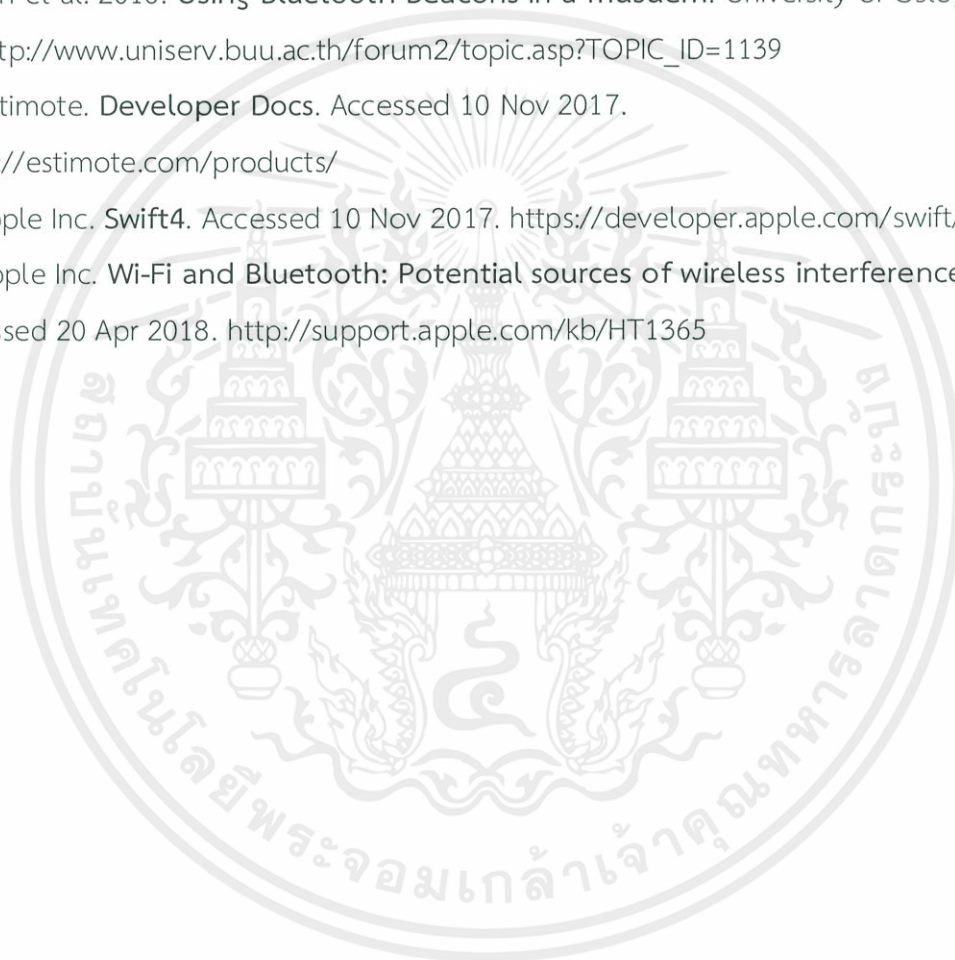 et al. 2016. Using Bluetooth Beacons in a Musuem. University of Oslo,
tp://www.uniserv.buu.ac.th/forum2/topic.asp?TOPIC_ID=1139
timote. Developer Docs. Accessed 10 Nov 2017.
://estimote.com/products/
ple Inc. Swift4. Accessed 10 Nov 2017. https://developer.apple.com/swift/
ple Inc. Wi-Fi and Bluetooth: Potential sources of wireless interference
sed 20 Apr 2018. http://support.apple.com/kb/HT1365
สถาบันเทคโนโลยีพระจอมเกล้าเจ้าคุณทหารลาดกระบัง